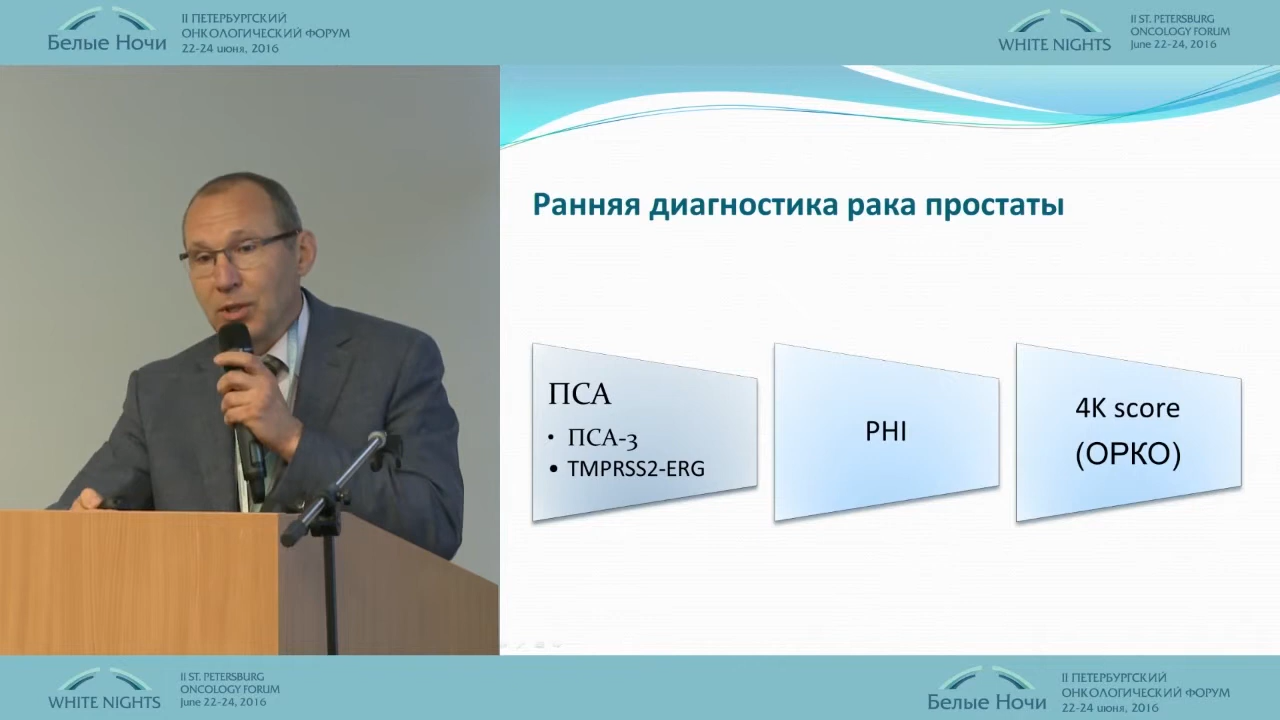 Белые Ночи
II ПЕТЕРБУРГСКИЙ
ОНКОЛОГИЧЕСКИЙ ФОРУМ
22-24 июня, 2016
WHITE NIGHTS
II ST. PETERSBURG
ONCOLOGY FORUM
June 22-24, 2016
Ранняя диагностика рака простаты
ПСА
• ПСА-3
• TMPRSS2-ERG
PHI
4K score
(ОРКО)
WHITE NIGHTS
II ST. PETERSBURG
ONCOLOGY FORUM
June 22-24, 2016
Белые Ночи
II ПЕТЕРБУРГСКИЙ
ОНКОЛОГИЧЕСКИЙ ФОРУМ
22-24 июня, 2016